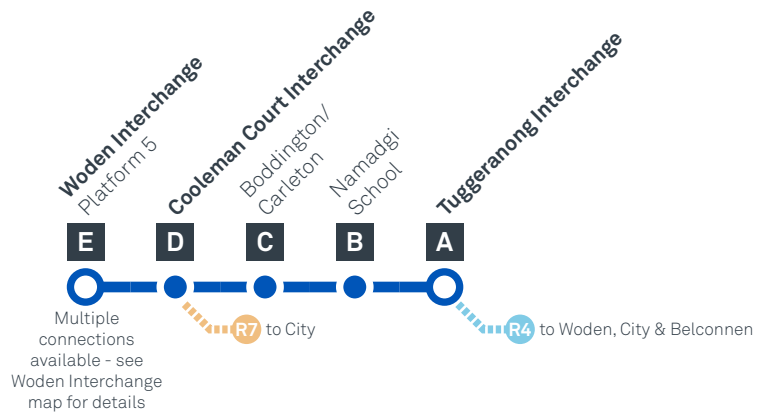 Woden Interchange
Platform 5
Cooleman Court Interchange
Boddington/
Carleton
Namadgi
School
Tuggeranong Interchange
E
D
C
B
A
Multiple
connections
available - see
Woden Interchange
map for details
R7 to City
R4 to Woden, City & Belconnen